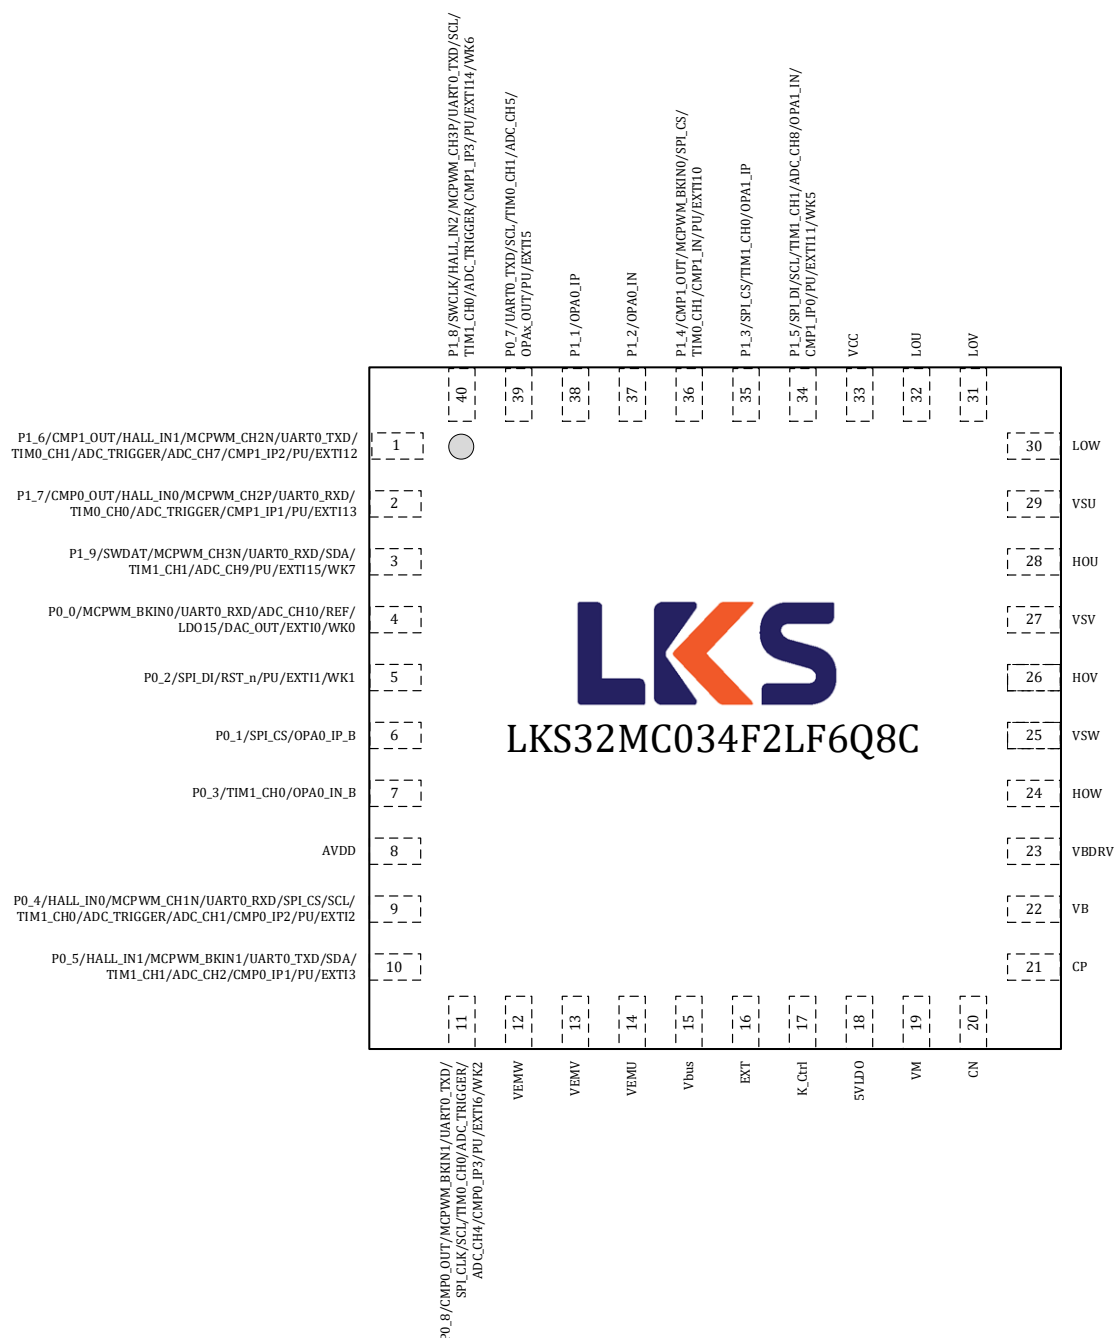 P1_8/SWCLK/HALL_IN2/MCPWM_CH3P/UART0_TXD/SCL/
TIM1_CH0/ADC_TRIGGER/CMP1_IP3/PU/EXTI14/WK6
P0_7/UART0_TXD/SCL/TIM0_CH1/ADC_CH5/
OPAx_OUT/PU/EXTI5
P1_1/OPA0_IP
P1_2/OPA0_IN
P1_4/CMP1_OUT/MCPWM_BKIN0/SPI_CS/
TIM0_CH1/CMP1_IN/PU/EXTI10
P1_3/SPI_CS/TIM1_CH0/OPA1_IP
P1_5/SPI_DI/SCL/TIM1_CH1/ADC_CH8/OPA1_IN/
CMP1_IP0/PU/EXTI11/WK5
VCC
LOU
LOV
40
39
38
37
36
35
34
33
32
31
P1_6/CMP1_OUT/HALL_IN1/MCPWM_CH2N/UART0_TXD/
TIM0_CH1/ADC_TRIGGER/ADC_CH7/CMP1_IP2/PU/EXTI12
1
30
LOW
P1_7/CMP0_OUT/HALL_IN0/MCPWM_CH2P/UART0_RXD/
TIM0_CH0/ADC_TRIGGER/CMP1_IP1/PU/EXTI13
2
29
VSU
P1_9/SWDAT/MCPWM_CH3N/UART0_RXD/SDA/
TIM1_CH1/ADC_CH9/PU/EXTI15/WK7
3
28
HOU
P0_0/MCPWM_BKIN0/UART0_RXD/ADC_CH10/REF/
LDO15/DAC_OUT/EXTI0/WK0
4
27
VSV
P0_2/SPI_DI/RST_n/PU/EXTI1/WK1
5
26
HOV
LKS
LKS32MC034F2LF6Q8C
P0_1/SPI_CS/OPA0_IP_B
6
25
VSW
P0_3/TIM1_CH0/OPA0_IN_B
7
24
HOW
AVDD
8
23
VBDRV
P0_4/HALL_IN0/MCPWM_CH1N/UART0_RXD/SPI_CS/SCL/
TIM1_CH0/ADC_TRIGGER/ADC_CH1/CMP0_IP2/PU/EXTI2
9
22
VB
P0_5/HALL_IN1/MCPWM_BKIN1/UART0_TXD/SDA/
TIM1_CH1/ADC_CH2/CMP0_IP1/PU/EXTI3
10
21
CP
11
12
13
14
15
16
17
18
19
20
P0_8/CMP0_OUT/MCPWM_BKIN1/UART0_TXD/
SPI_CLK/SCL/TIM0_CH0/ADC_TRIGGER/
ADC_CH4/CMP0_IP3/PU/EXTI6/WK2
VEMW
VEMV
VEMU
Vbus
EXT
K_Ctrl
5VLDO
VM
CN